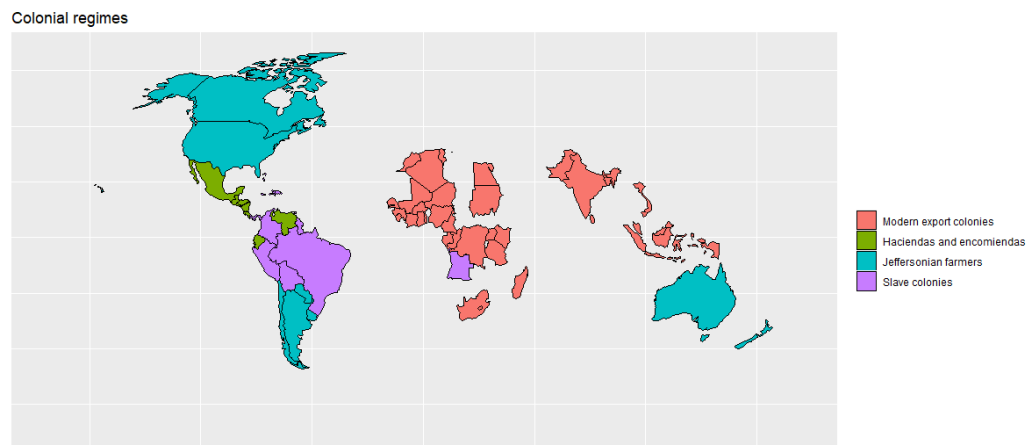 Colonial regimes
Modern export colonies
Haciendas and encomiendas
Jeffersonian farmers
Slave colonies